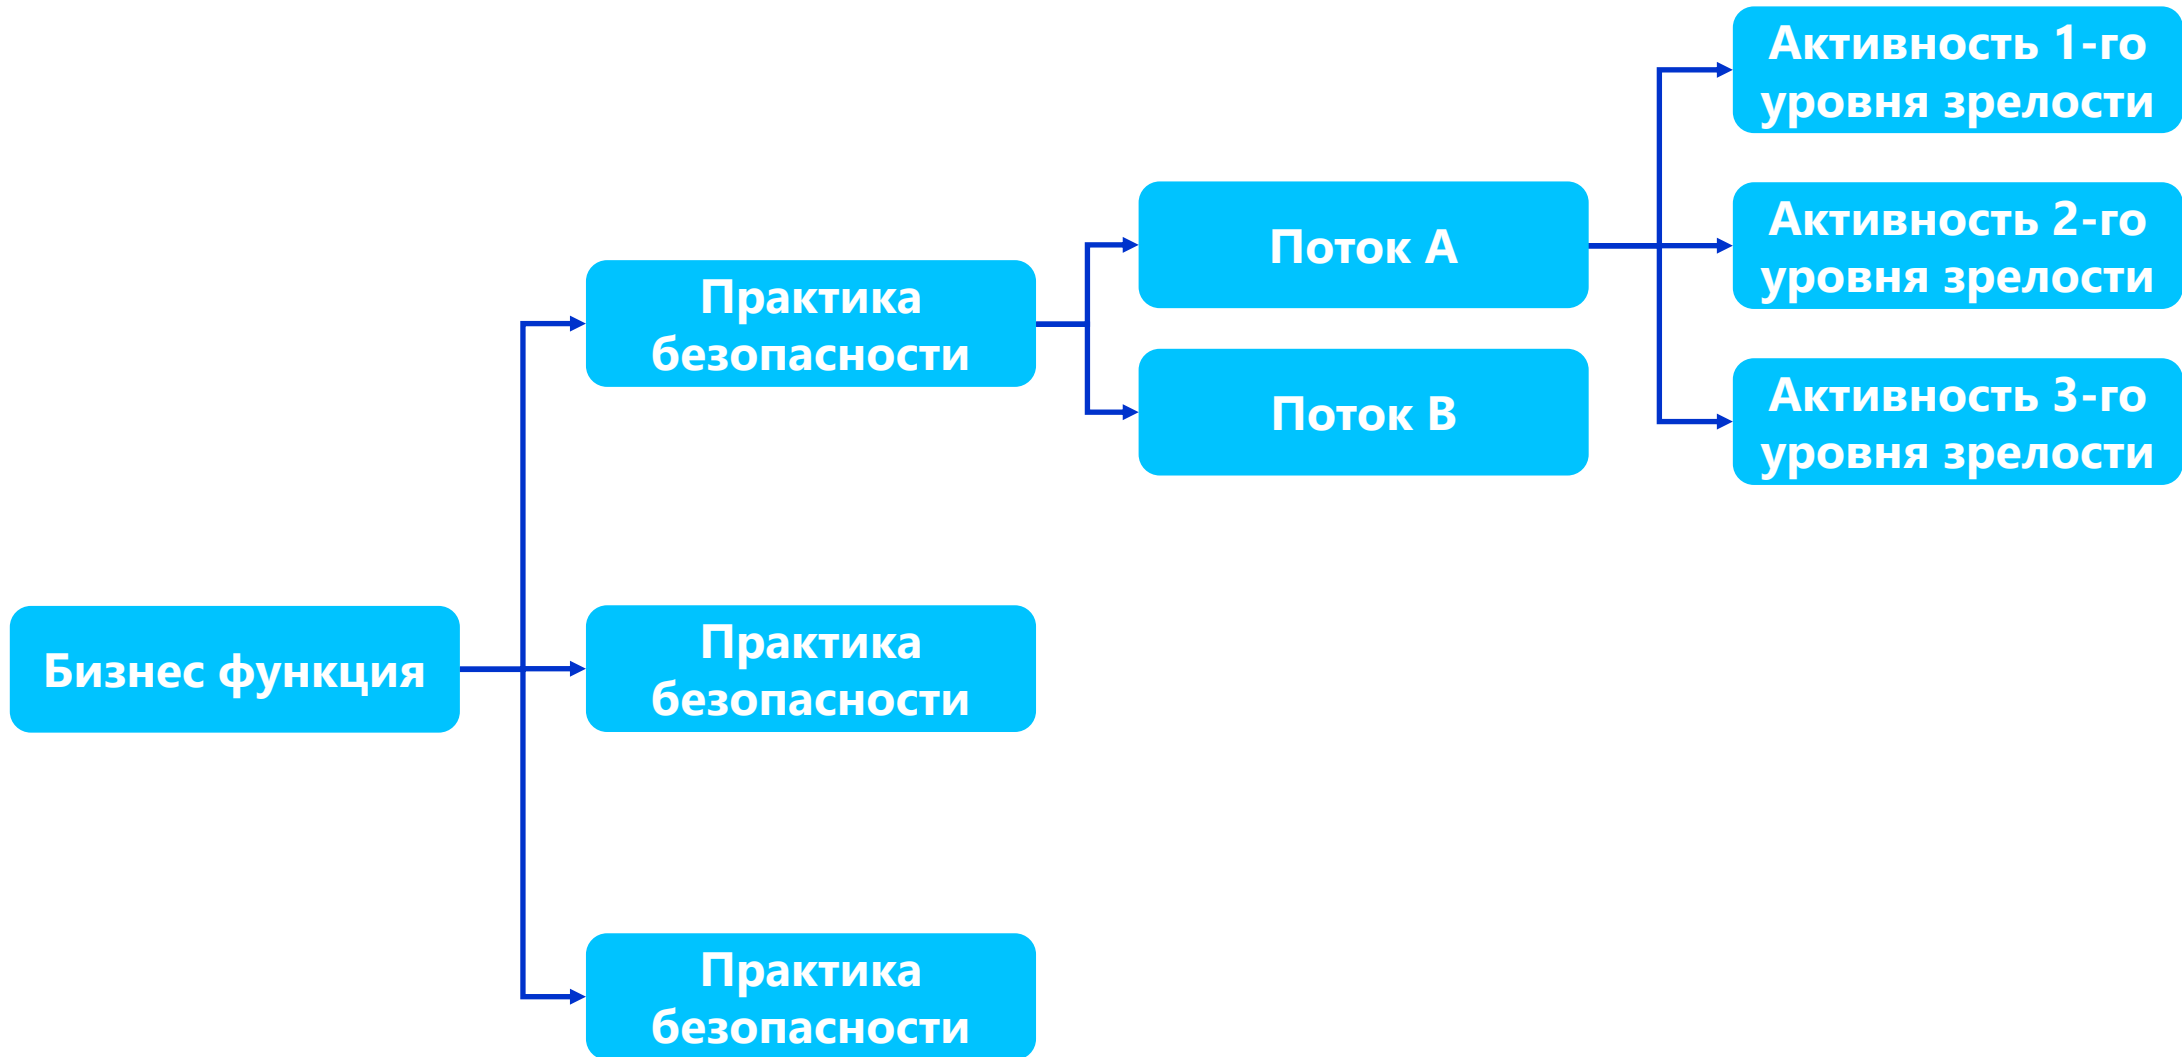 Бизнес функция
Практика
безопасности
Практика
безопасности
Практика
безопасности
Поток A
Поток B
Активность 1-го
уровня зрелости
Активность 2-го
уровня зрелости
Активность 3-го
уровня зрелости